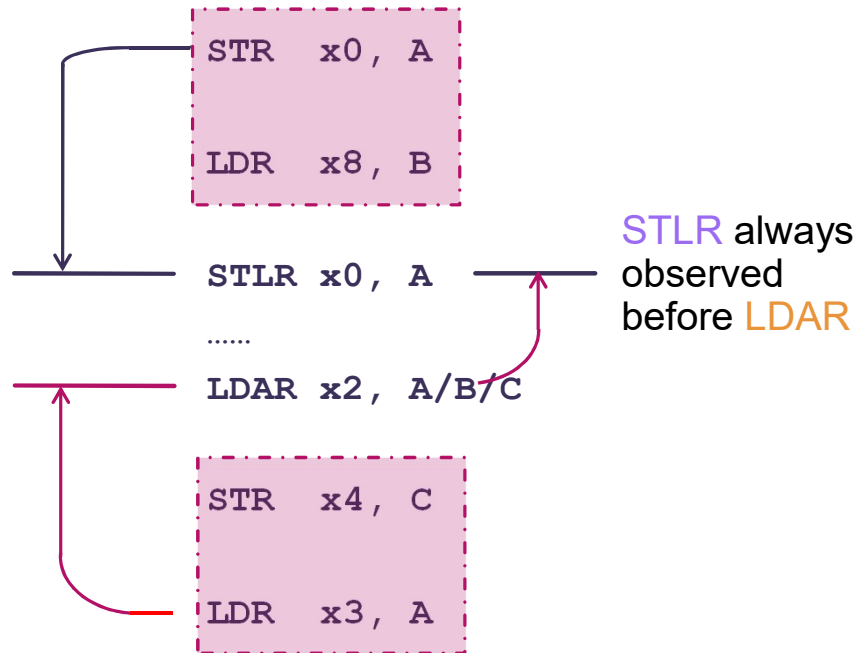 STR x0, A
LDR x8, B
STLR x0, A
......
LDAR x2, A/B/C
STR x4, C
LDR x3, A
STLR always
observed
before LDAR